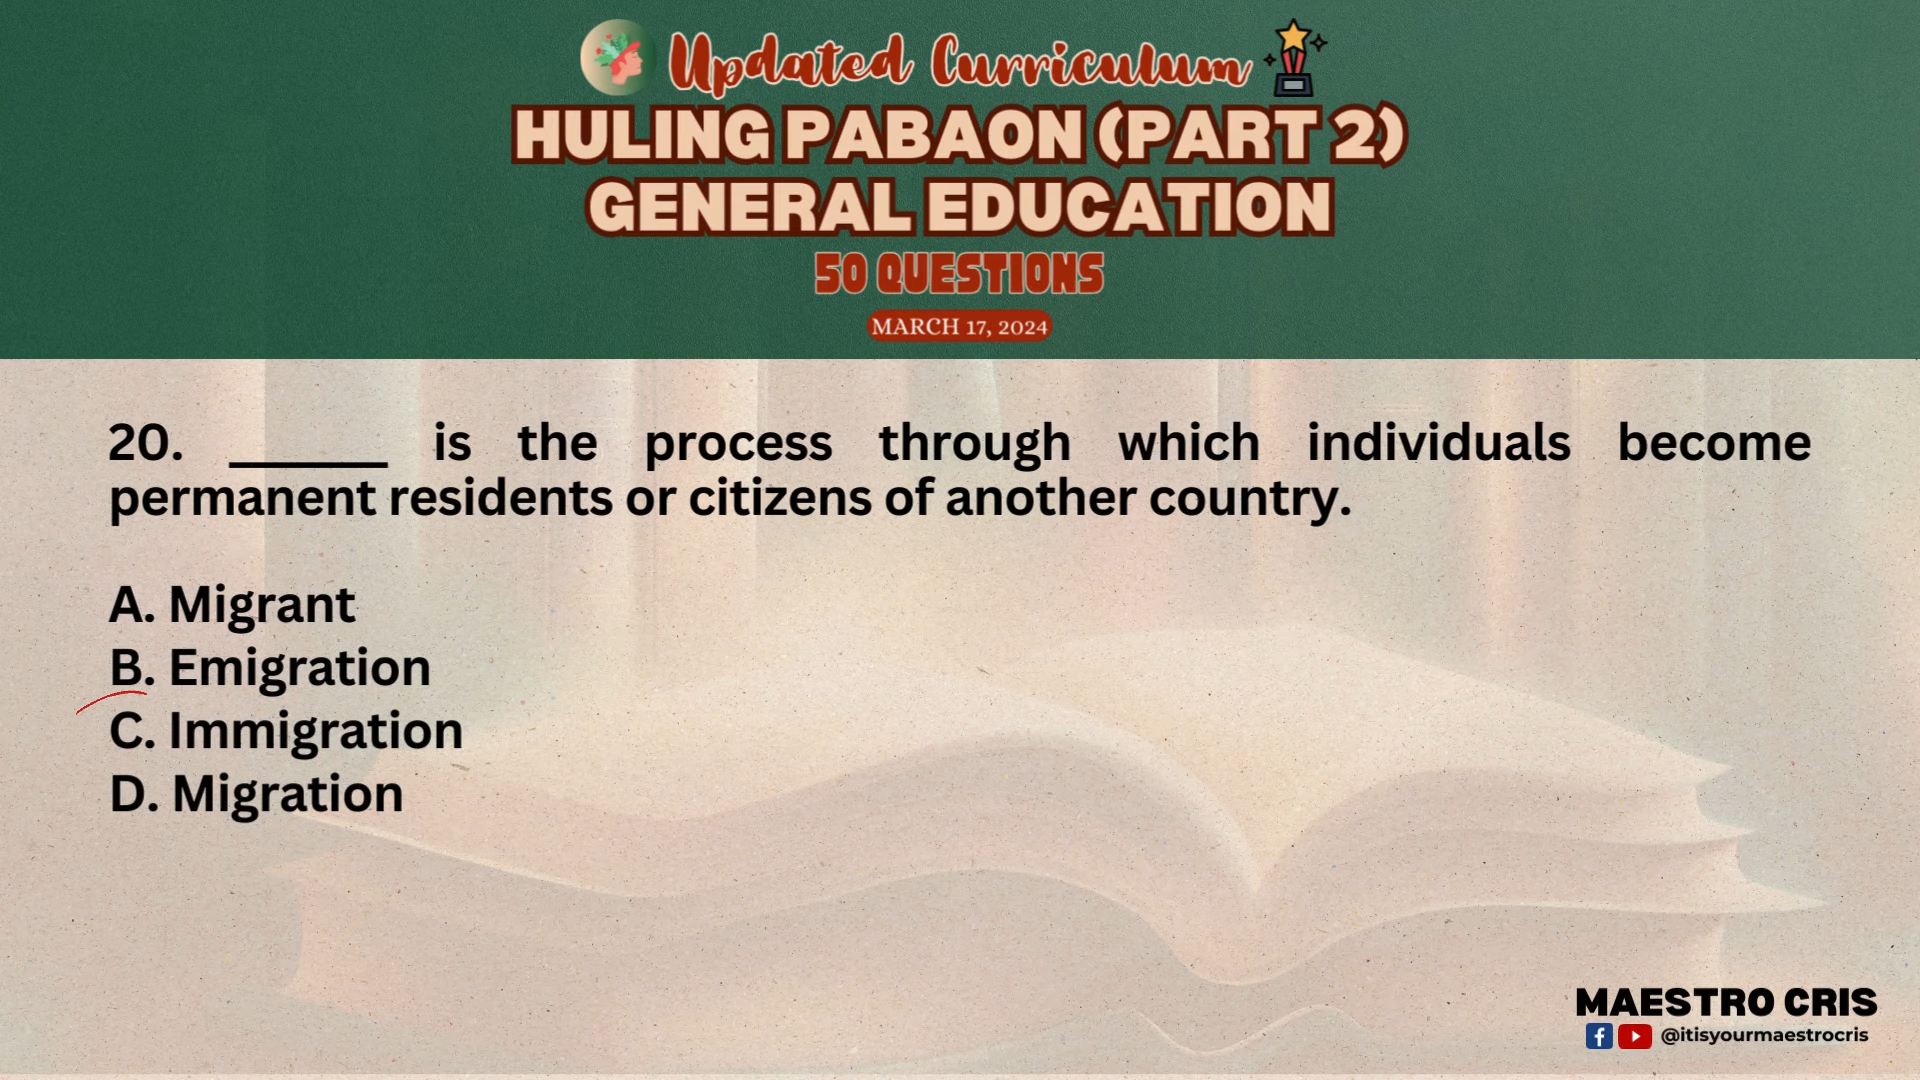 Updated Curriculum
HULING PABAON (PART 2)
GENERAL EDUCATION
50 QUESTIONS
MARCH 17, 2024
20. ______ is the process through which individuals become
permanent residents or citizens of another country.
A. Migrant
B. Emigration
C. Immigration
D. Migration
MAESTRO CRIS
@itisyourmaestrocris